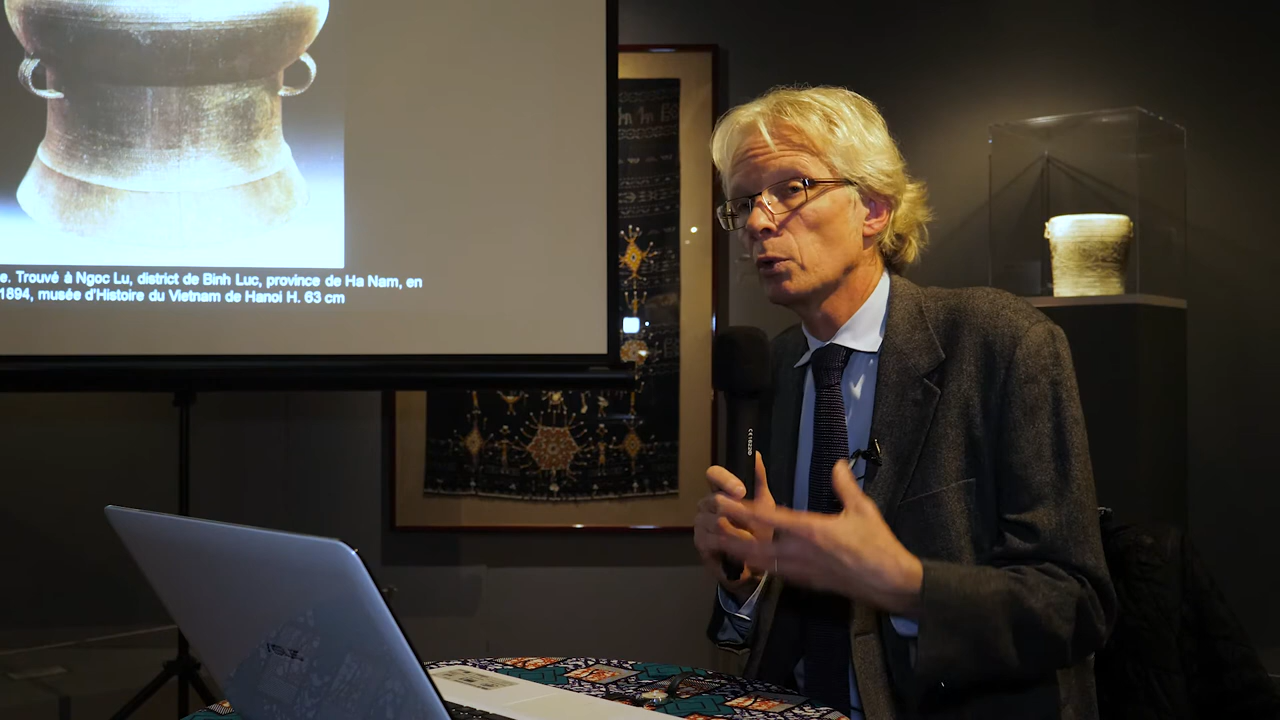 e. Trouvé à Ngoc Lu, district de Binh Luc, province de Ha Nam, en
1894, musée d'Histoire du Vietnam de Hanoi H. 63 cm
ASUS